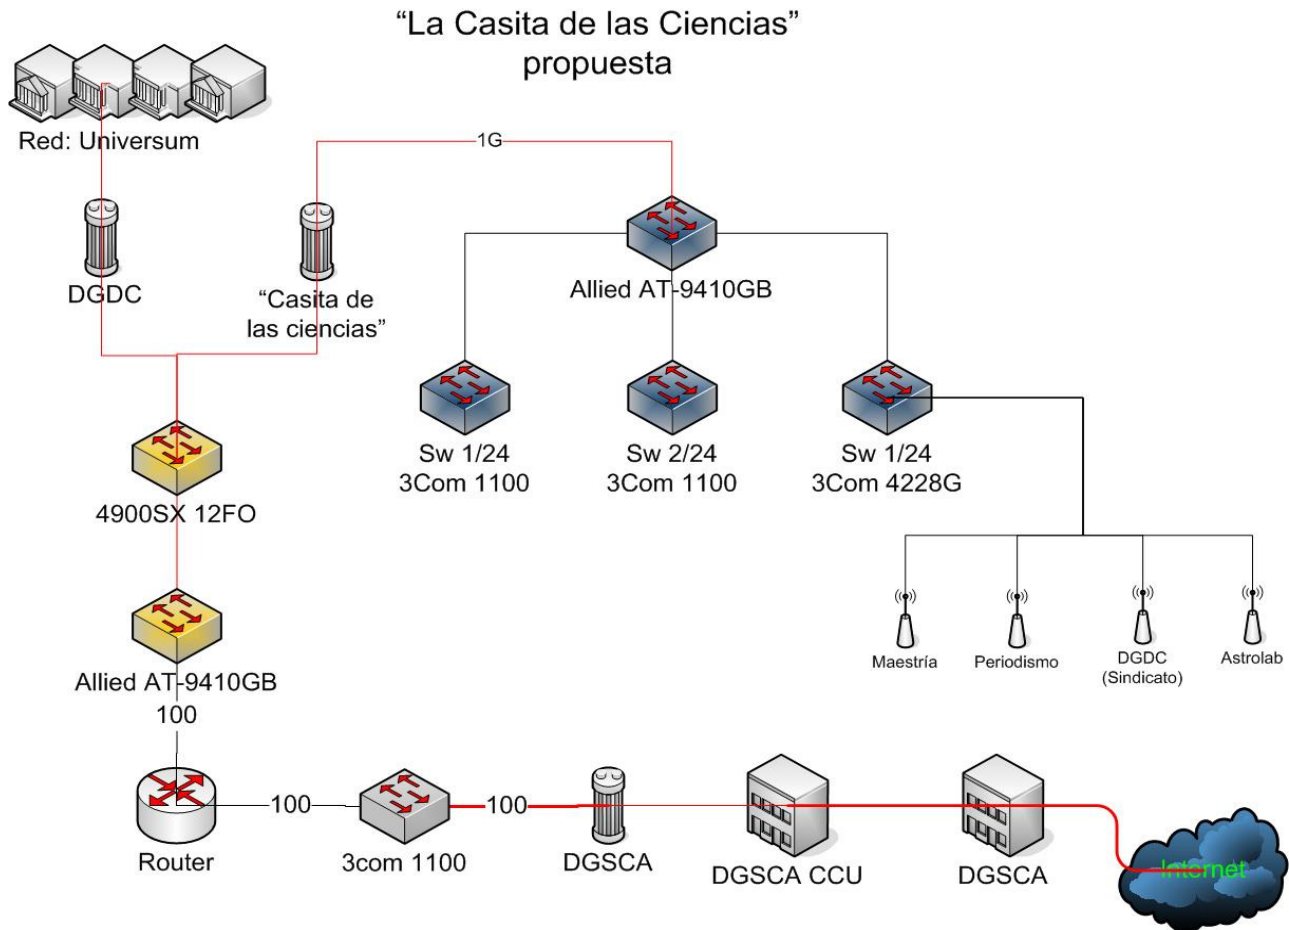 “La Casita de las Ciencias”
propuesta
Red: Universum
1G
DGDC
“Casita de
las ciencias”
Allied AT-9410GB
Sw 1/24
3Com 1100
Sw 2/24
3Com 1100
Sw 1/24
3Com 4228G
4900SX 12FO
Maestría
Periodismo
DGDC
(Sindicato)
Astrolab
Allied AT-9410GB
100
Router
100
3com 1100
100
DGSCA
DGSCA CCU
DGSCA
Internet